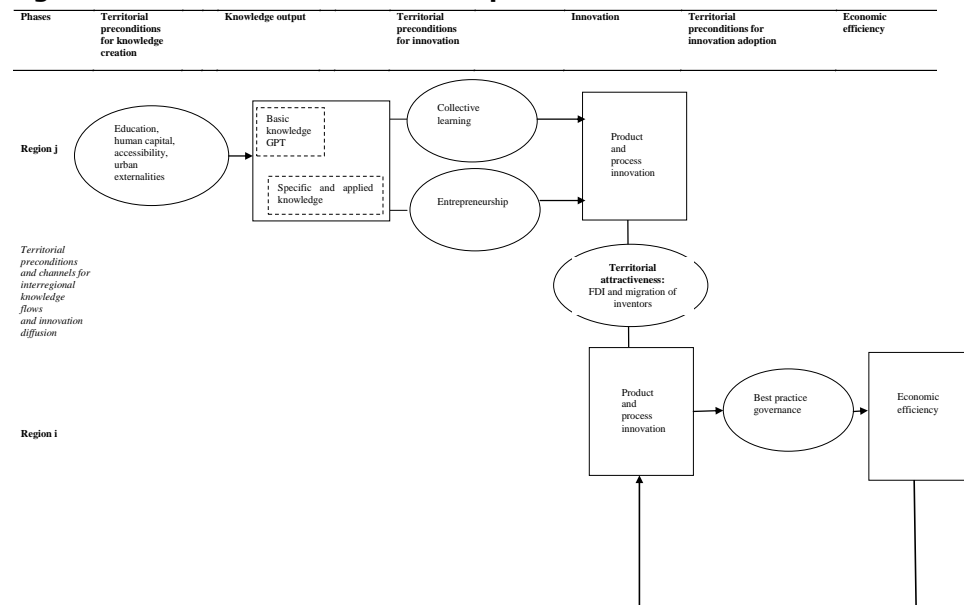 Phases
Territorial
preconditions
for knowledge
creation
Knowledge output
Territorial
preconditions
for innovation
Innovation
Territorial
preconditions for
innovation adoption
Economic
efficiency
Region j
Education,
human capital,
accessibility,
urban
externalities
Basic
knowledge
GPT
Specific and applied
knowledge
Collective
learning
Entrepreneurship
Product
and
process
innovation
Territorial
preconditions
and channels for
interregional
knowledge
flows
and innovation
diffusion
Territorial
attractiveness:
FDI and migration of
inventors
Region i
Product
and
process
innovation
Best practice
governance
Economic
efficiency